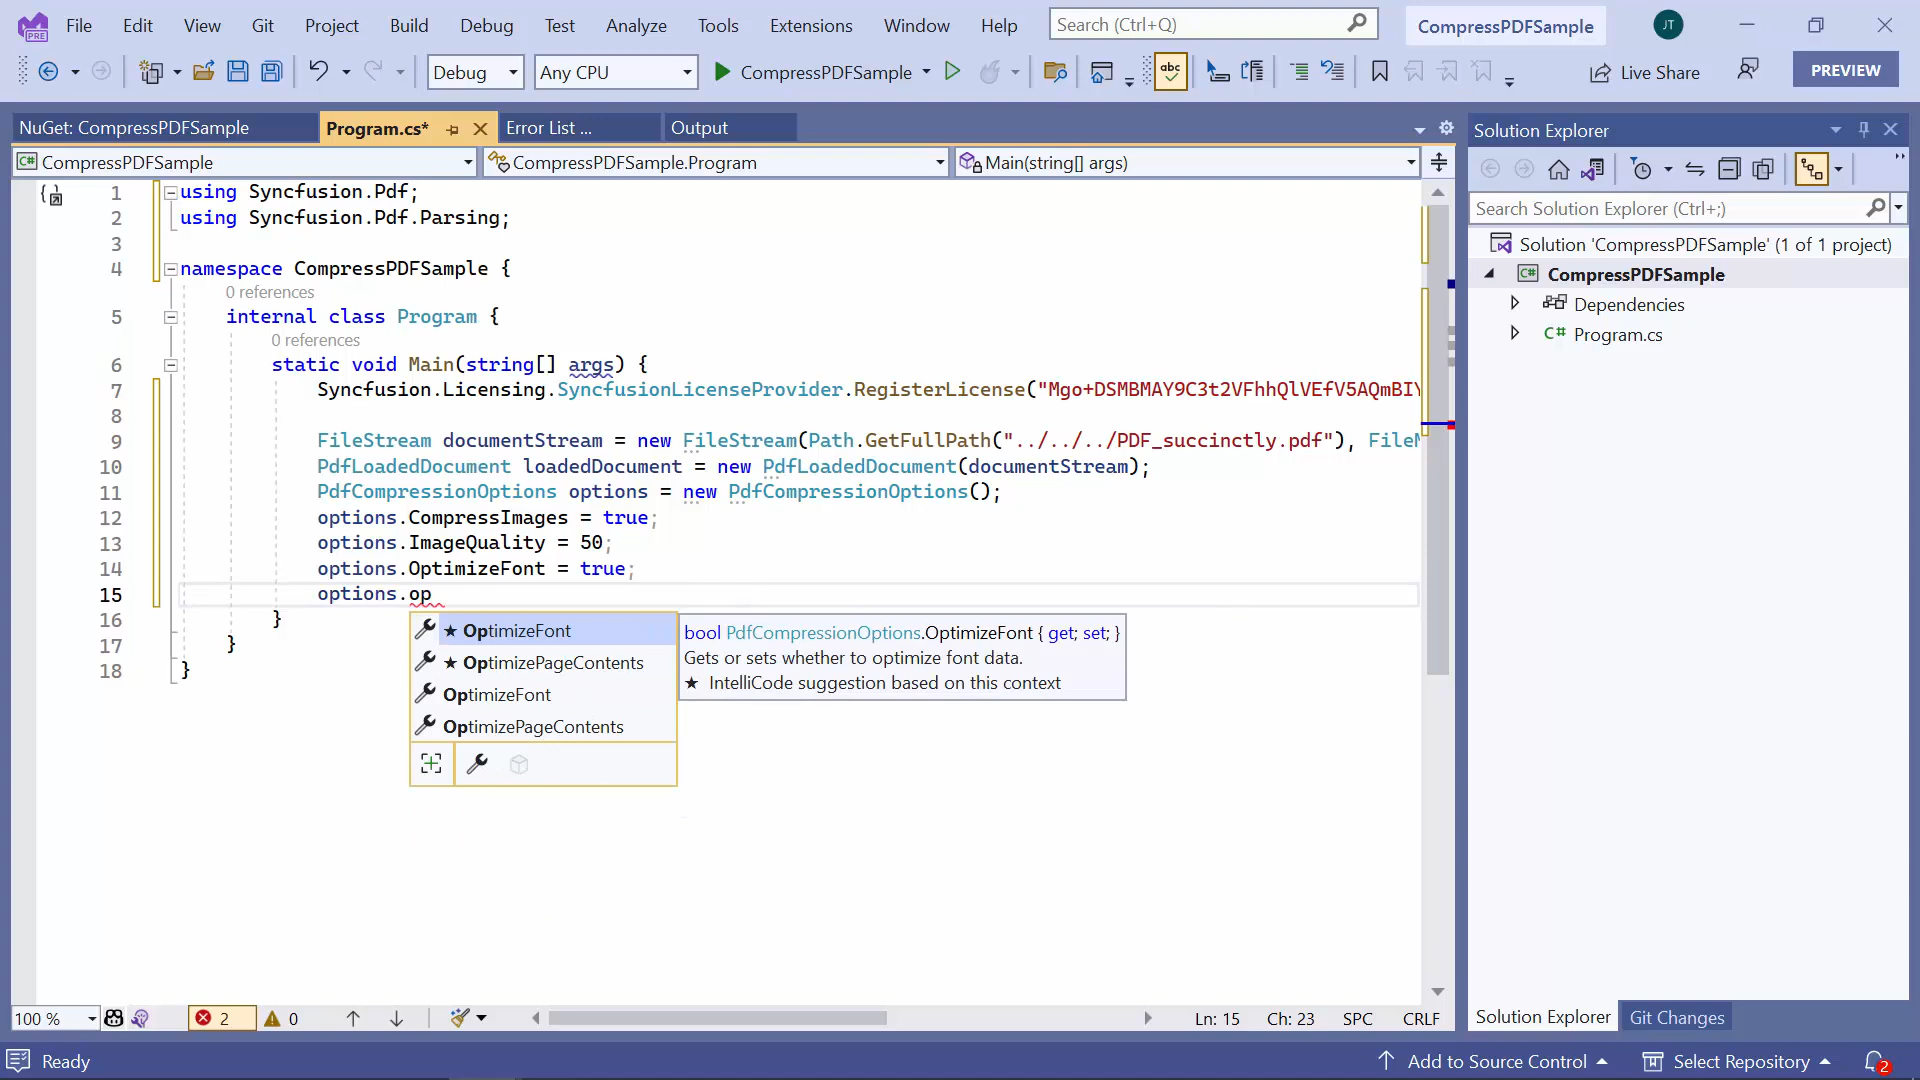 File Edit View Git Project Build Debug Test Analyze Tools Extensions Window Help Search (Ctrl+Q) CompressPDFSample JT
PRE
Debug Any CPU CompressPDFSample abc Live Share PREVIEW
NuGet: CompressPDFSample Program.cs* Error List ... Output
Solution Explorer
C# CompressPDFSample CompressPDFSample.Program Main(string[] args)
Search Solution Explorer (Ctrl+;)
Solution 'CompressPDFSample' (1 of 1 project)
C# CompressPDFSample
Dependencies
C# Program.cs
1 using Syncfusion.Pdf;
2 using Syncfusion.Pdf.Parsing;
3
4 namespace CompressPDFSample {
0 references
5 internal class Program {
0 references
6 static void Main(string[] args) {
7 Syncfusion.Licensing.SyncfusionLicenseProvider.RegisterLicense("Mgo+DSMBMAY9C3t2VFhhQlVEfV5AQmBIY
8
9 FileStream documentStream = new FileStream(Path.GetFullPath("../../../PDF_succinctly.pdf"), FileM
10 PdfLoadedDocument loadedDocument = new PdfLoadedDocument(documentStream);
11 PdfCompressionOptions options = new PdfCompressionOptions();
12 options.CompressImages = true;
13 options.ImageQuality = 50;
14 options.OptimizeFont = true;
15 options.op
16 }
17 }
18 }
★ OptimizeFont
★ OptimizePageContents
OptimizeFont
OptimizePageContents
bool PdfCompressionOptions.OptimizeFont { get; set; }
Gets or sets whether to optimize font data.
★ IntelliCode suggestion based on this context
100 % 2 0 Ln: 15 Ch: 23 SPC CRLF
Solution Explorer Git Changes
Ready Add to Source Control Select Repository 2